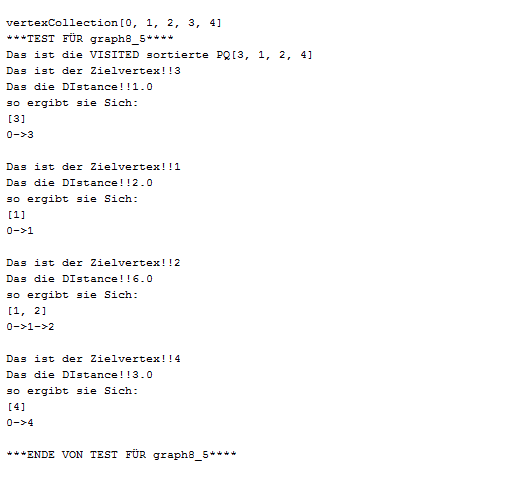 vertexCollection[0, 1, 2, 3, 4]
***TEST FÜR graph8_5****
Das ist die VISITED sortierte PQ[3, 1, 2, 4]
Das ist der Zielvertex!!3
Das die DIstance!!1.0
so ergibt sie Sich:
[3]
0->3
Das ist der Zielvertex!!1
Das die DIstance!!2.0
so ergibt sie Sich:
[1]
0->1
Das ist der Zielvertex!!2
Das die DIstance!!6.0
so ergibt sie Sich:
[1, 2]
0->1->2
Das ist der Zielvertex!!4
Das die DIstance!!3.0
so ergibt sie Sich:
[4]
0->4
***ENDE VON TEST FÜR graph8_5****